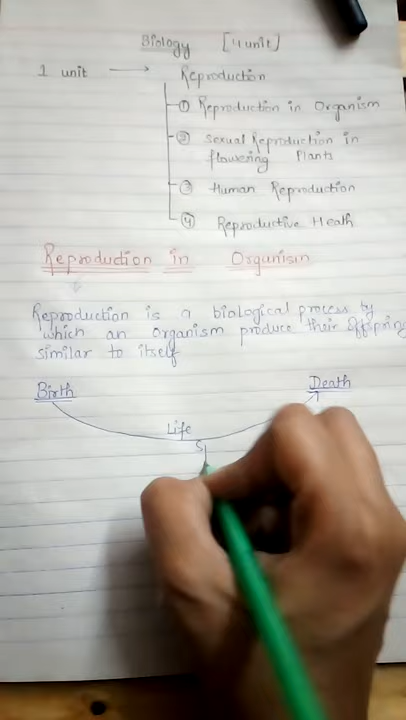 Biology [4 unit]
1 unit → Reproduction
① Reproduction in Organism
② Sexual Reproduction in
flowering Plants
③ Human Reproduction
④ Reproductive Heath
Reproduction in Organism
Reproduction is a biological process by
which an organism produce their offspring
similar to itself
Birth Death
Life
S